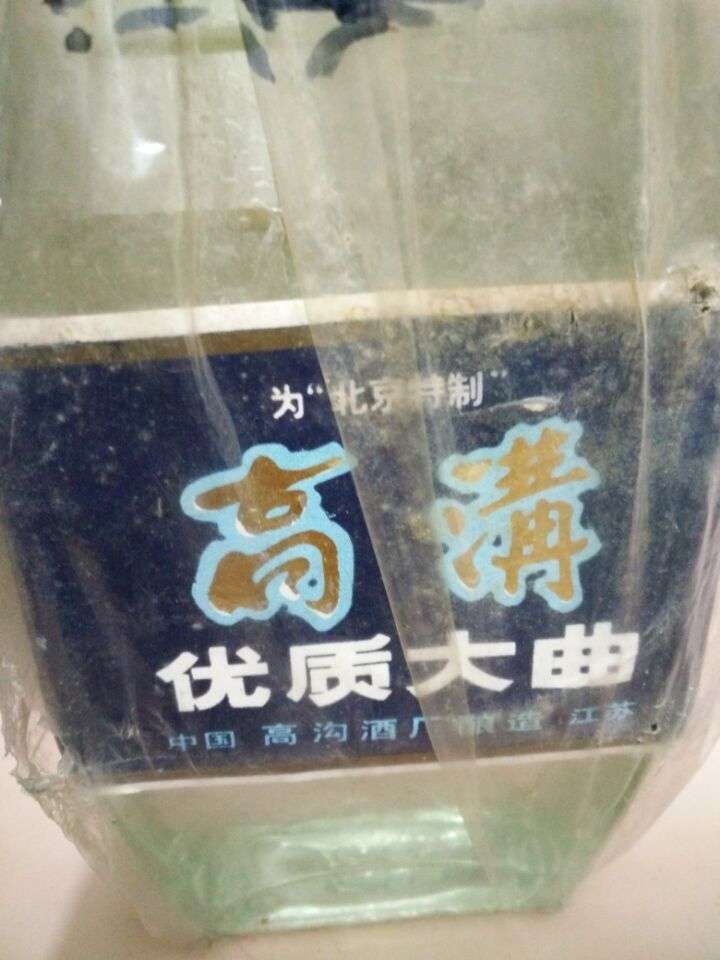 为“北京特制”
高溝
优质大曲
中国 高沟酒厂酿造 江苏